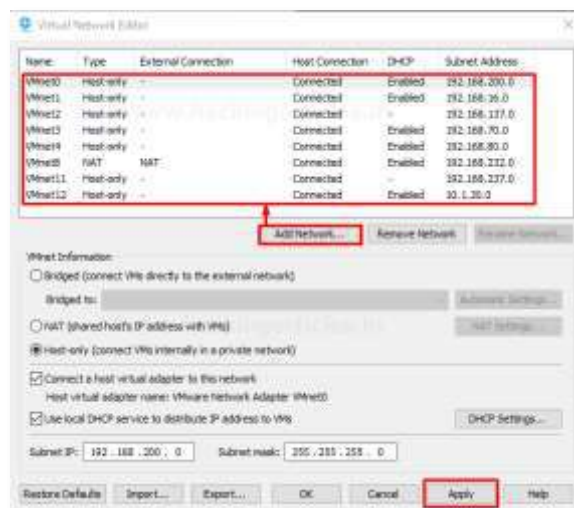 Virtual Network Editor
Name Type External Connection Host Connection DHCP Subnet Address
VMnet0 Host-only - Connected Enabled 192.168.200.0
VMnet1 Host-only - Connected Enabled 192.168.16.0
VMnet2 Host-only - Connected - 192.168.137.0
VMnet3 Host-only - Connected Enabled 192.168.70.0
VMnet4 Host-only - Connected Enabled 192.168.80.0
VMnet8 NAT NAT Connected Enabled 192.168.232.0
VMnet11 Host-only - Connected - 192.168.237.0
VMnet12 Host-only - Connected Enabled 10.1.20.0
Add Network... Remove Network Rename Network...
VMnet Information
Bridged (connect VMs directly to the external network)
Bridged to: Automatic Settings...
NAT (shared host's IP address with VMs) NAT Settings...
Host-only (connect VMs internally in a private network)
Connect a host virtual adapter to this network
Host virtual adapter name: VMware Network Adapter VMnet0
Use local DHCP service to distribute IP address to VMs DHCP Settings...
Subnet IP: 192 . 168 . 200 . 0 Subnet mask: 255 . 255 . 255 . 0
Restore Defaults Import... Export... OK Cancel Apply Help